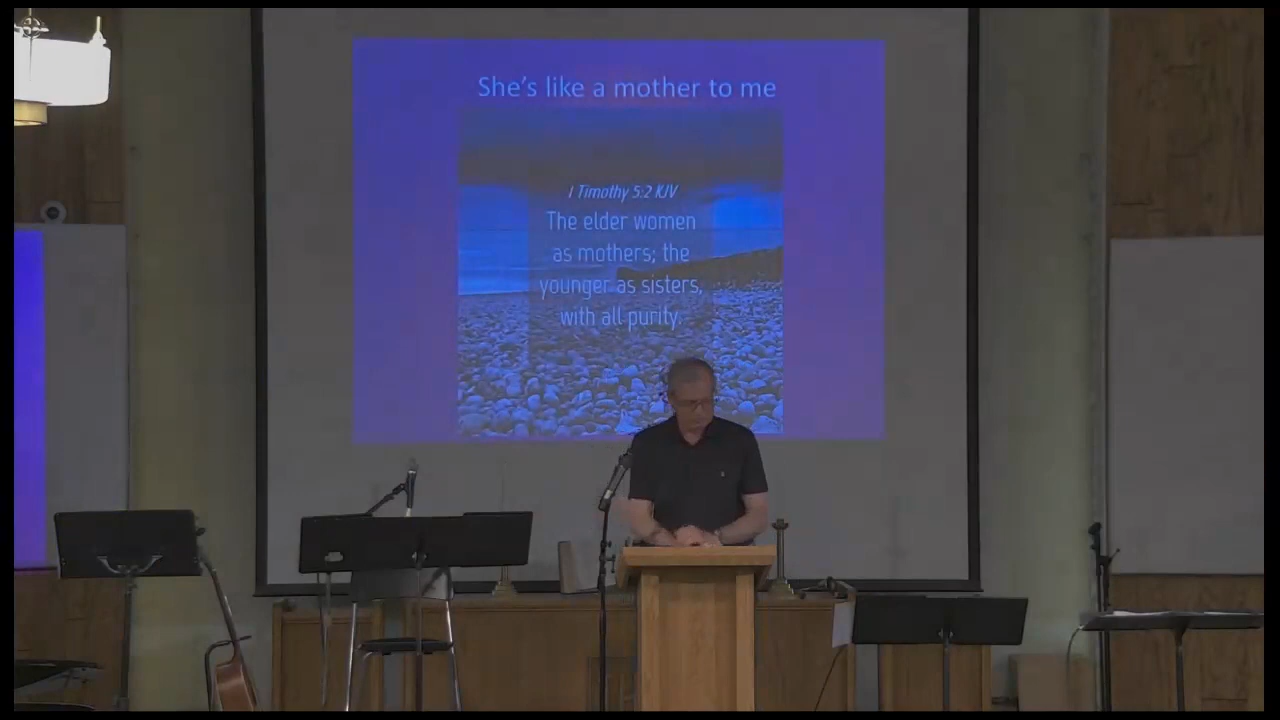 She's like a mother to me
I Timothy 5:2 KJV
The elder women
as mothers; the
younger as sisters,
with all purity.